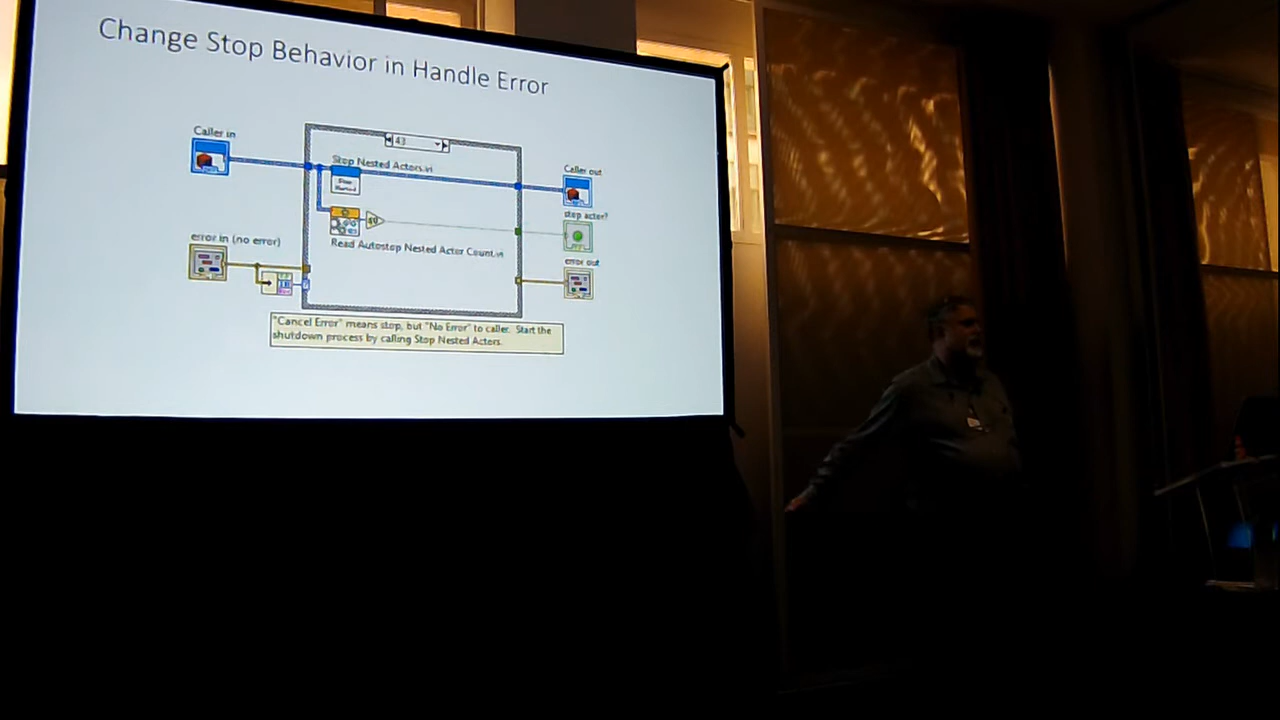 Change Stop Behavior in Handle Error
43
Caller in
Stop Nested Actors.vi
Caller out
stop actor?
error in (no error)
Read Autostop Nested Actor Count.vi
error out
"Cancel Error" means stop, but "No Error" to caller. Start the
shutdown process by calling Stop Nested Actors.